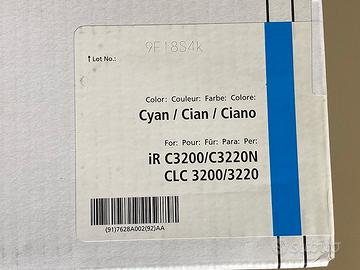 9F18S4k
Lot No.:
Color: Couleur: Farbe: Colore:
Cyan / Cian / Ciano
For: Pour: Für: Para: Per:
iR C3200/C3220N
CLC 3200/3220
(91)7628A002(92)AA
subito